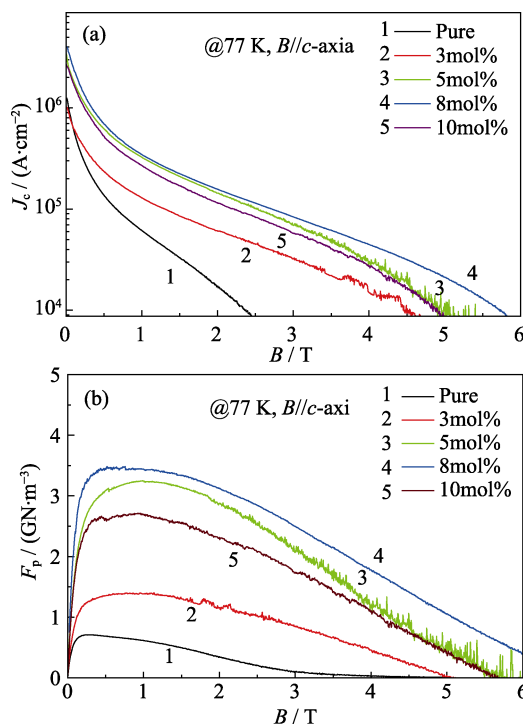 (a)
@77 K, B//c-axia
1 Pure
2 3mol%
3 5mol%
4 8mol%
5 10mol%
J_c / (A·cm⁻²)
10⁶
10⁵
10⁴
1
2
5
3
4
0 1 2 3 4 5 6
B / T
(b)
@77 K, B//c-axi
1 Pure
2 3mol%
3 5mol%
4 8mol%
5 10mol%
F_p / (GN·m⁻³)
5
4
3
2
1
0
1
2
5
3
4
0 1 2 3 4 5 6
B / T